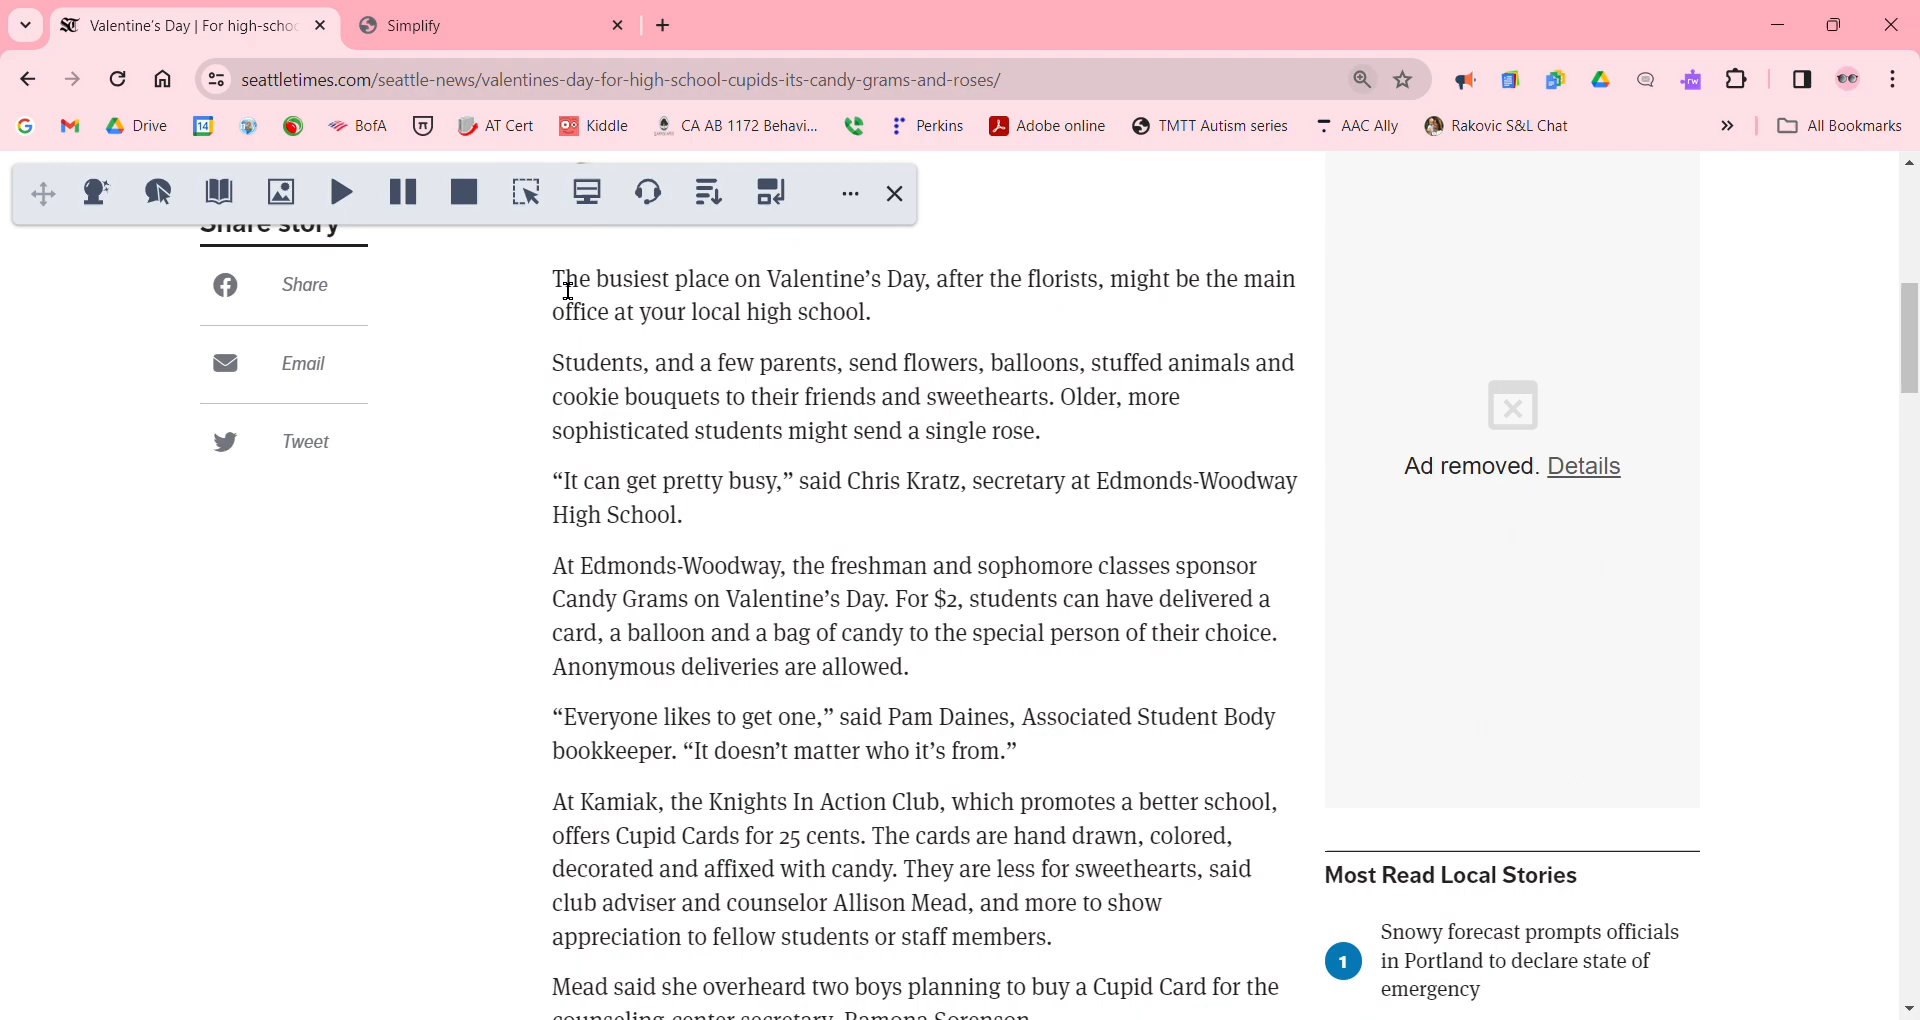 Valentine's Day | For high-schoo
Simplify
seattletimes.com/seattle-news/valentines-day-for-high-school-cupids-its-candy-grams-and-roses/
Drive
14
BofA
AT Cert
Kiddle
CA AB 1172 Behavi...
Perkins
Adobe online
TMTT Autism series
AAC Ally
Rakovic S&L Chat
»
All Bookmarks
Share story
Share
Email
Tweet
The busiest place on Valentine’s Day, after the florists, might be the main
office at your local high school.
Students, and a few parents, send flowers, balloons, stuffed animals and
cookie bouquets to their friends and sweethearts. Older, more
sophisticated students might send a single rose.
“It can get pretty busy,” said Chris Kratz, secretary at Edmonds-Woodway
High School.
At Edmonds-Woodway, the freshman and sophomore classes sponsor
Candy Grams on Valentine’s Day. For $2, students can have delivered a
card, a balloon and a bag of candy to the special person of their choice.
Anonymous deliveries are allowed.
“Everyone likes to get one,” said Pam Daines, Associated Student Body
bookkeeper. “It doesn’t matter who it’s from.”
At Kamiak, the Knights In Action Club, which promotes a better school,
offers Cupid Cards for 25 cents. The cards are hand drawn, colored,
decorated and affixed with candy. They are less for sweethearts, said
club adviser and counselor Allison Mead, and more to show
appreciation to fellow students or staff members.
Mead said she overheard two boys planning to buy a Cupid Card for the
counseling-center secretary, Ramona Sorenson.
Ad removed. Details
Most Read Local Stories
1
Snowy forecast prompts officials
in Portland to declare state of
emergency